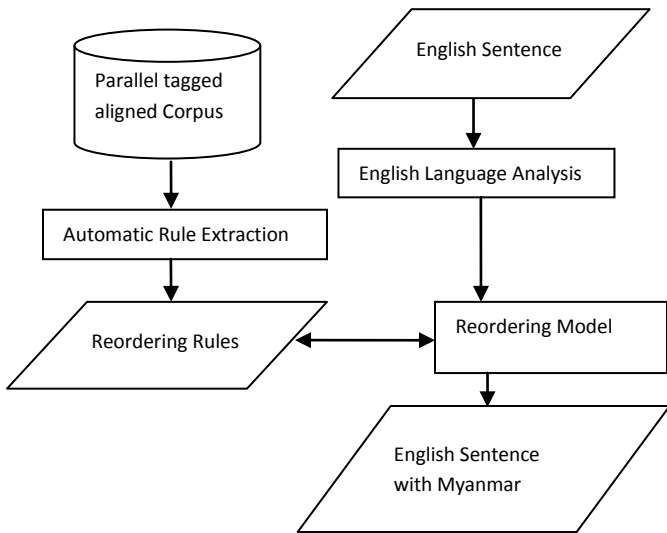 English Sentence
Parallel tagged
aligned Corpus
English Language Analysis
Automatic Rule Extraction
Reordering Rules
Reordering Model
English Sentence
with Myanmar